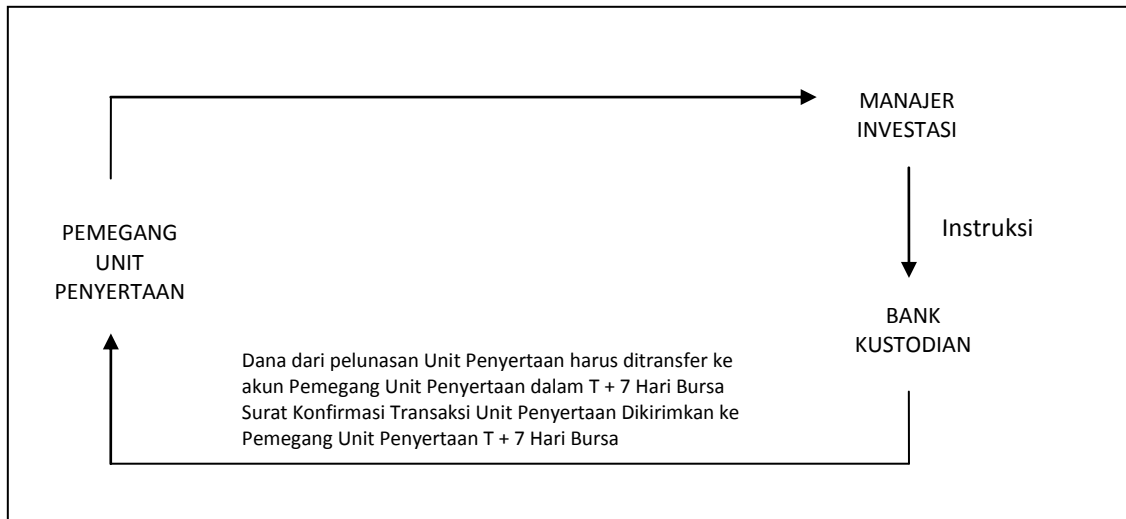 MANAJER
INVESTASI
Instruksi
PEMEGANG
UNIT
PENYERTAAN
BANK
KUSTODIAN
Dana dari pelunasan Unit Penyertaan harus ditransfer ke
akun Pemegang Unit Penyertaan dalam T + 7 Hari Bursa
Surat Konfirmasi Transaksi Unit Penyertaan Dikirimkan ke
Pemegang Unit Penyertaan T + 7 Hari Bursa